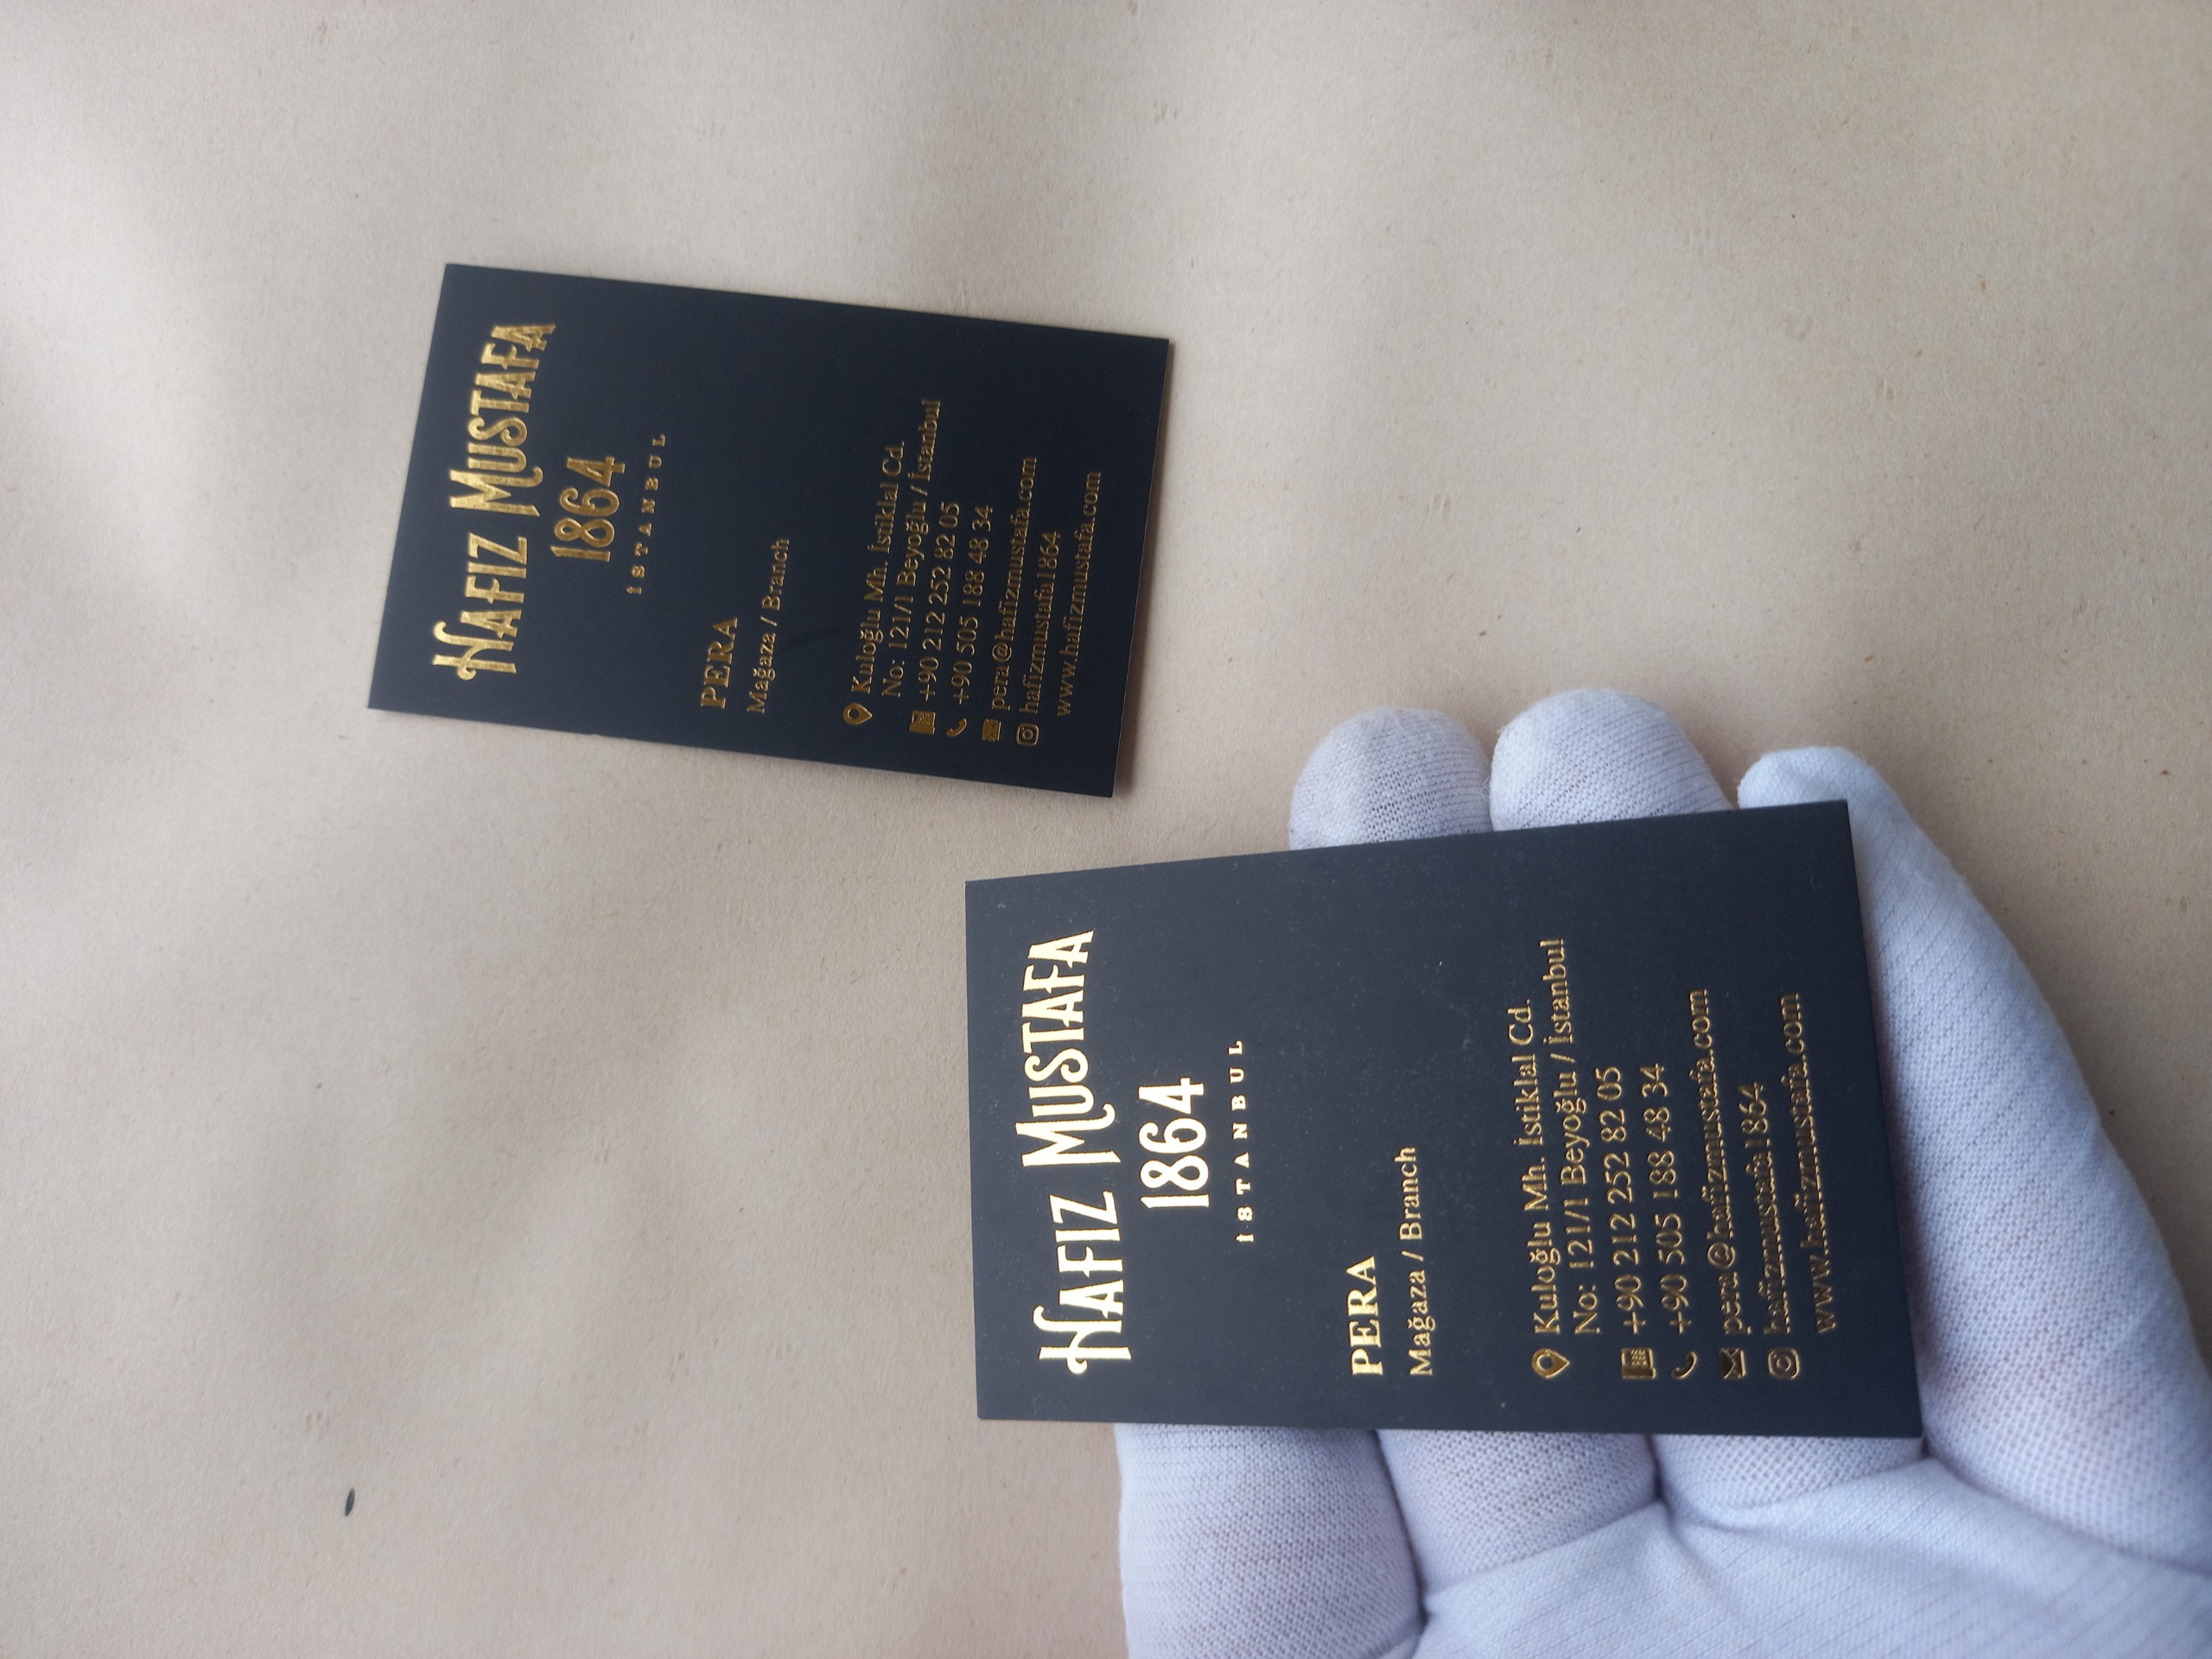 HAFIZ MUSTAFA
1864
İSTANBUL
PERA
Mağaza / Branch
Kuloğlu Mh. İstiklal Cd.
No: 121/1 Beyoğlu / İstanbul
+90 212 252 82 05
+90 505 188 48 34
pera@hafizmustafa.com
hafizmustafa1864
www.hafizmustafa.com
HAFIZ MUSTAFA
1864
İSTANBUL
PERA
Mağaza / Branch
Kuloğlu Mh. İstiklal Cd.
No: 121/1 Beyoğlu / İstanbul
+90 212 252 82 05
+90 505 188 48 34
pera@hafizmustafa.com
hafizmustafa1864
www.hafizmustafa.com